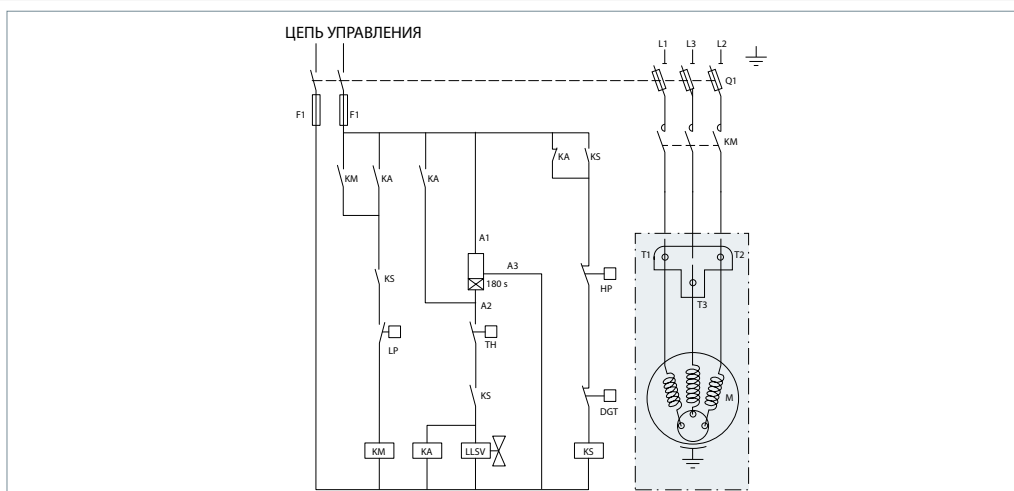 ЦЕПЬ УПРАВЛЕНИЯ
L1 L3 L2
Q1
F1 F1
KM
KA KS
KM KA KA
A1
A3
KS
180 s
HP
A2
T1 T2
T3
LP
TH
KS
DGT
M
KM KA LLSV KS